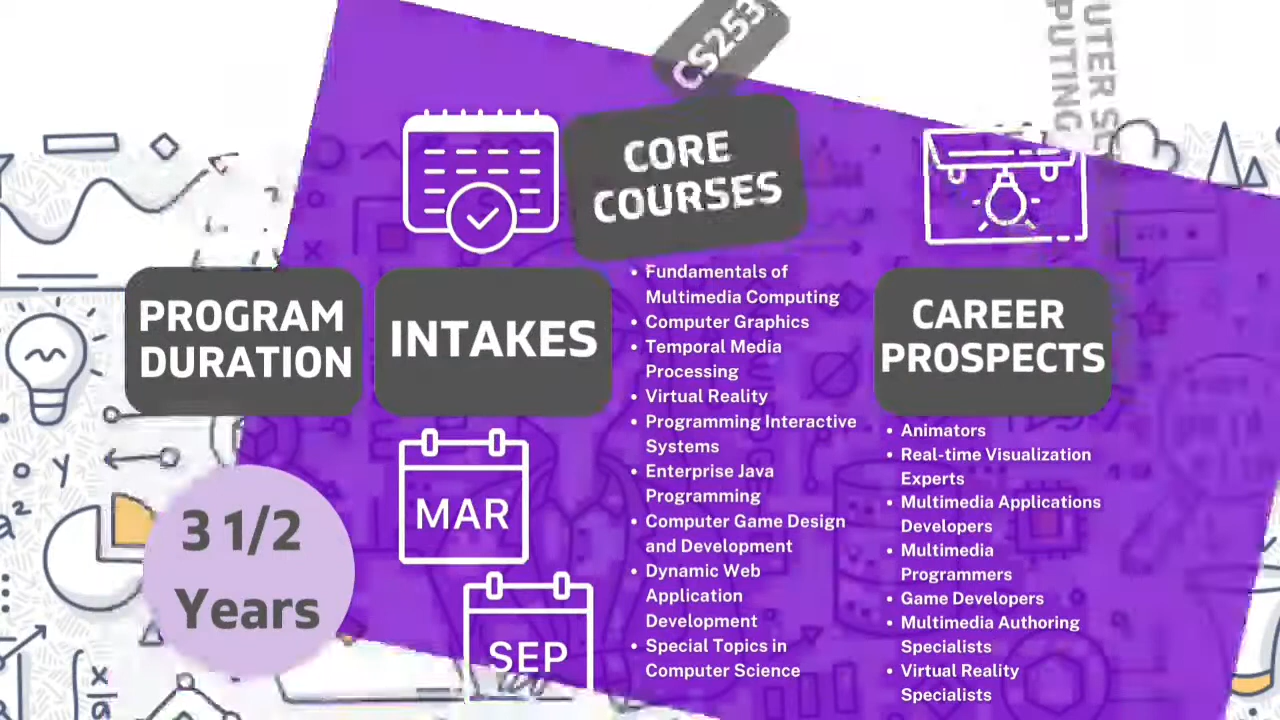 CS253
PROGRAM
DURATION
3 1/2
Years
INTAKES
MAR
SEP
CORE
COURSES
• Fundamentals of
Multimedia Computing
• Computer Graphics
• Temporal Media
Processing
• Virtual Reality
• Programming Interactive
Systems
• Enterprise Java
Programming
• Computer Game Design
and Development
• Dynamic Web
Application
Development
• Special Topics in
Computer Science
CAREER
PROSPECTS
• Animators
• Real-time Visualization
Experts
• Multimedia Applications
Developers
• Multimedia
Programmers
• Game Developers
• Multimedia Authoring
Specialists
• Virtual Reality
Specialists